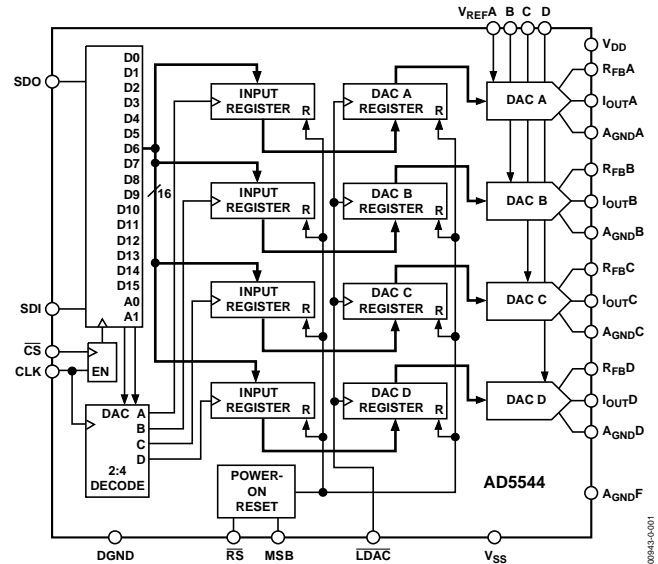 VREFA B C D
VDD
SDO
D0
D1
D2
D3
D4
D5
D6
D7
D8
D9
D10
D11
D12
D13
D14
D15
A0
A1
16
INPUT
REGISTER R
DAC A
REGISTER R
DAC A
RFBA
IOUTA
AGNDA
INPUT
REGISTER R
DAC B
REGISTER R
DAC B
RFBB
IOUTB
AGNDB
INPUT
REGISTER R
DAC C
REGISTER R
DAC C
RFBC
IOUTC
AGNDC
INPUT
REGISTER R
DAC D
REGISTER R
DAC D
RFBD
IOUTD
AGNDD
SDI
CS
CLK
EN
DAC A
B
C
D
2:4
DECODE
POWER-
ON
RESET
AD5544
AGNDF
DGND
RS
MSB
LDAC
VSS
00943-0-001